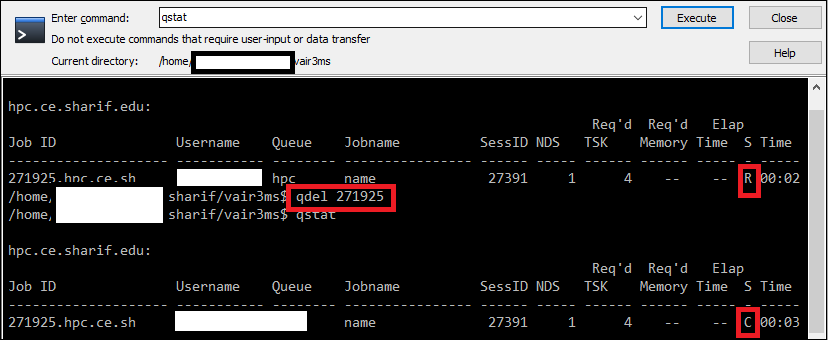 Enter command: qstat Execute Close
Do not execute commands that require user-input or data transfer
Current directory: /home/ vair3ms Help
hpc.ce.sharif.edu:
Req'd Req'd Elap
Job ID Username Queue Jobname SessID NDS TSK Memory Time S Time
-------------------- ----------- -------- ---------------- ------ ----- --- ------ ----- - -----
271925.hpc.ce.sh hpc name 27391 1 4 -- -- R 00:02
/home, sharif/vair3ms$ qdel 271925
/home, sharif/vair3ms$ qstat
hpc.ce.sharif.edu:
Req'd Req'd Elap
Job ID Username Queue Jobname SessID NDS TSK Memory Time S Time
-------------------- ----------- -------- ---------------- ------ ----- --- ------ ----- - -----
271925.hpc.ce.sh name 27391 1 4 -- -- C 00:03